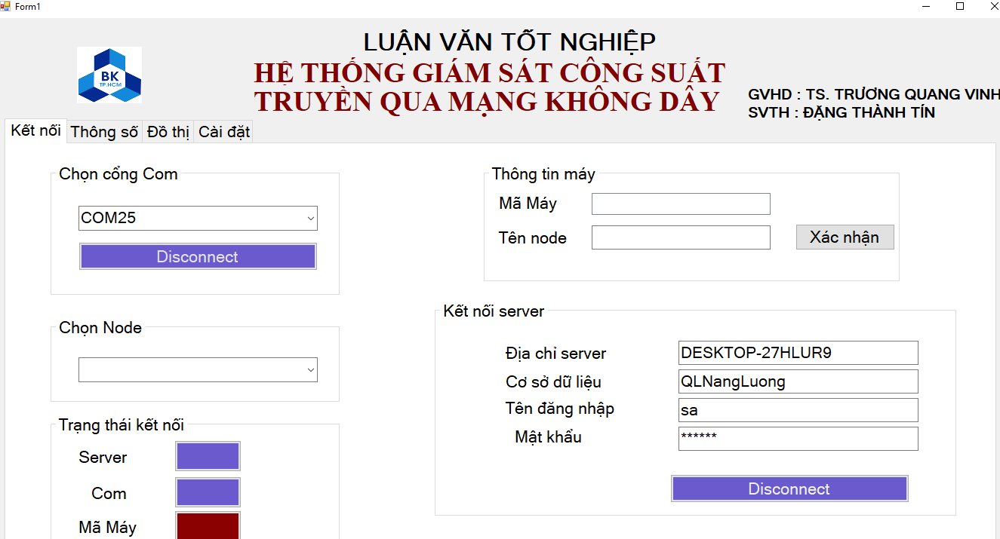 Form1
LUẬN VĂN TỐT NGHIỆP
HỆ THỐNG GIÁM SÁT CÔNG SUẤT
TRUYỀN QUA MẠNG KHÔNG DÂY
BK
TP.HCM
GVHD : TS. TRƯƠNG QUANG VINH
SVTH : ĐẶNG THÀNH TÍN
Kết nối Thông số Đồ thị Cài đặt
Chọn cổng Com
COM25
Disconnect
Chọn Node
Trạng thái kết nối
Server
Com
Mã Máy
Thông tin máy
Mã Máy
Tên node Xác nhận
Kết nối server
Địa chỉ server DESKTOP-27HLUR9
Cơ sở dữ liệu QLNangLuong
Tên đăng nhập sa
Mật khẩu ******
Disconnect